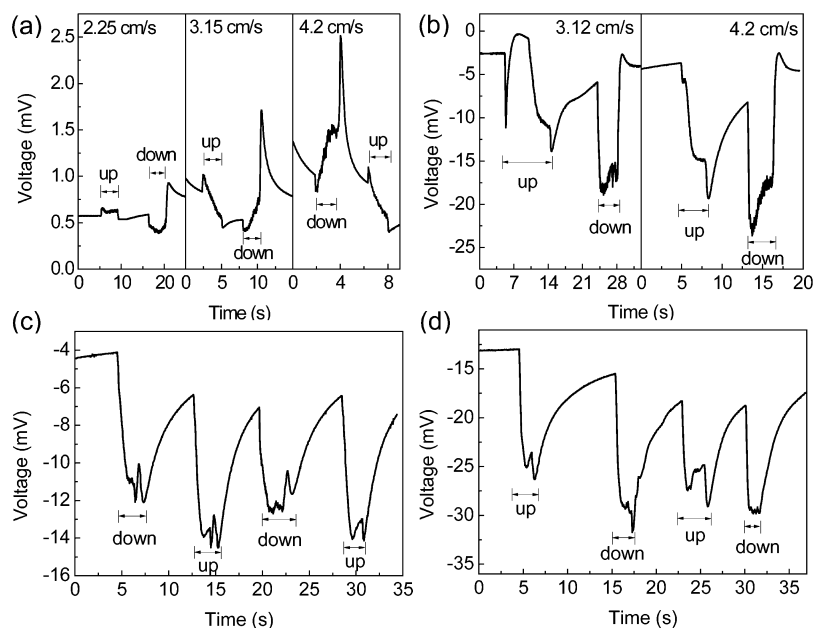 (a)
2.25 cm/s
3.15 cm/s
4.2 cm/s
2.5
2.0
1.5
1.0
0.5
0.0
Voltage (mV)
up
down
up
down
down
up
0 10 20 0 5 10 0 4 8
Time (s)
(b)
3.12 cm/s
4.2 cm/s
0
-5
-10
-15
-20
-25
Voltage (mV)
up
down
up
down
0 7 14 21 28 0 5 10 15 20
Time (s)
(c)
-4
-6
-8
-10
-12
-14
-16
Voltage (mV)
down
up
down
up
0 5 10 15 20 25 30 35
Time (s)
(d)
-15
-20
-25
-30
-35
Voltage (mV)
up
down
up
down
0 5 10 15 20 25 30 35
Time (s)